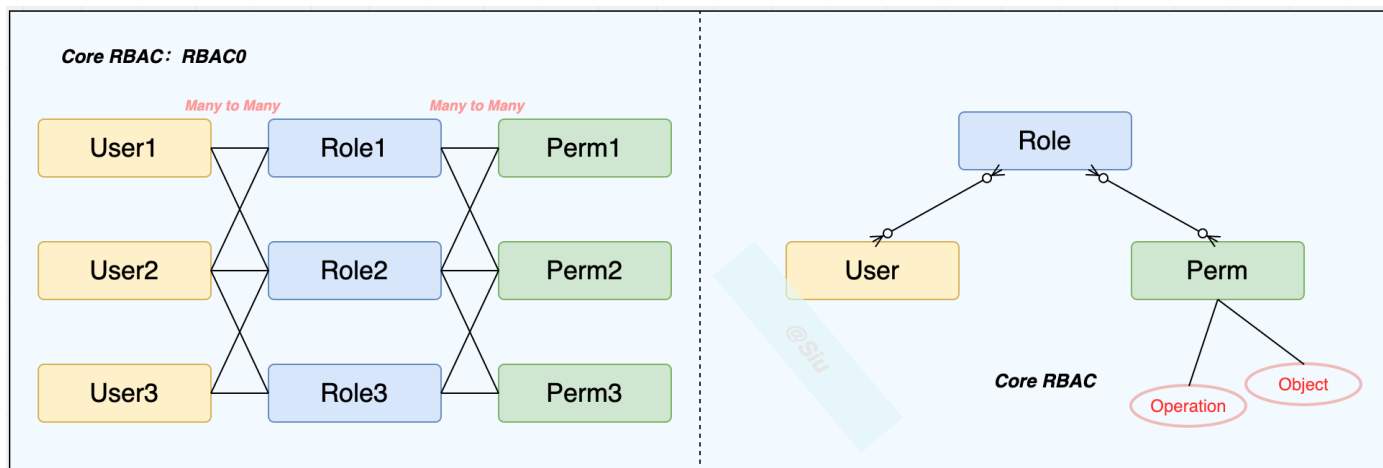 Core RBAC：RBAC0
Many to Many
Many to Many
User1
Role1
Perm1
User2
Role2
Perm2
User3
Role3
Perm3
Role
User
Perm
@Siu
Core RBAC
Operation
Object